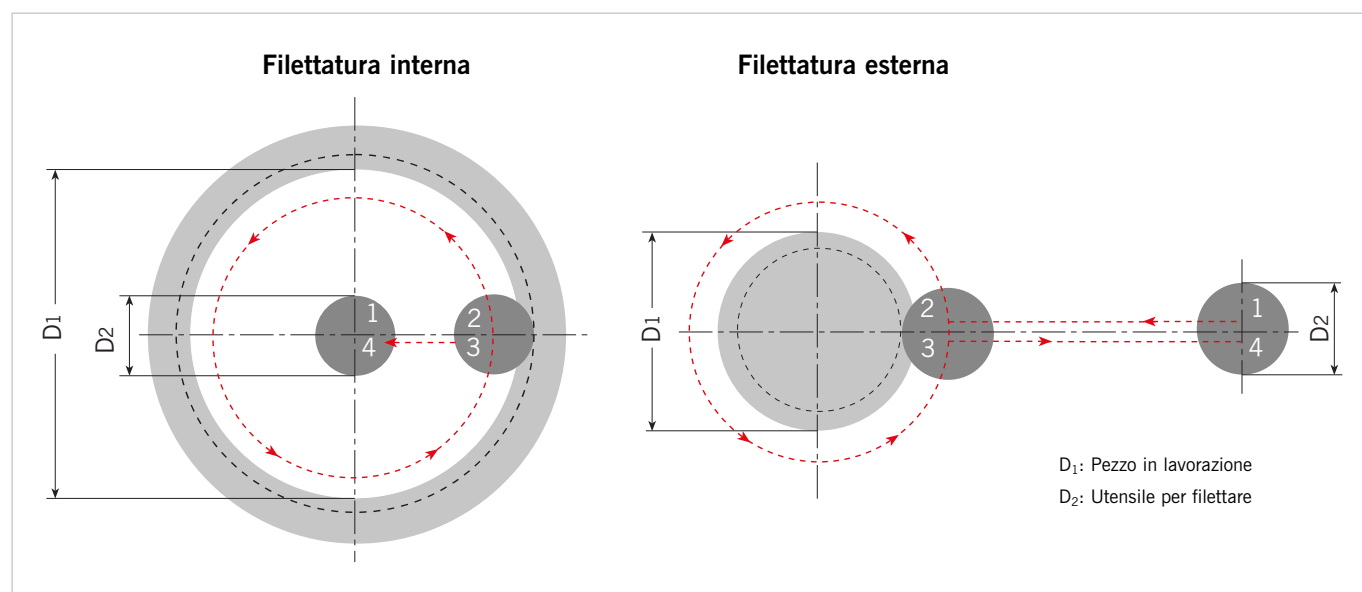 Filettatura interna
D1
D2
1
4
2
3
Filettatura esterna
D1
2
3
1
4
D2
D₁: Pezzo in lavorazione
D₂: Utensile per filettare